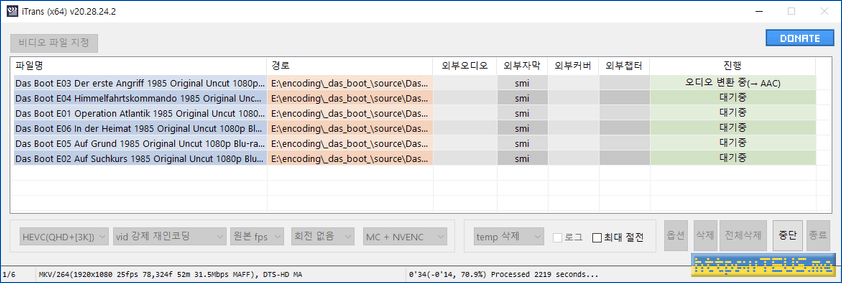 iTrans (x64) v20.28.24.2
비디오 파일 지정
DONATE
파일명 경로 외부오디오 외부자막 외부커버 외부챕터 진행
Das Boot E03 Der erste Angriff 1985 Original Uncut 1080p... E:\encoding\_das_boot_\source\Das... smi 오디오 변환 중(→ AAC)
Das Boot E04 Himmelfahrtskommando 1985 Original Unc... E:\encoding\_das_boot_\source\Das... smi 대기중
Das Boot E01 Operation Atlantik 1985 Original Uncut 1080... E:\encoding\_das_boot_\source\Das... smi 대기중
Das Boot E06 In der Heimat 1985 Original Uncut 1080p Bl... E:\encoding\_das_boot_\source\Das... smi 대기중
Das Boot E05 Auf Grund 1985 Original Uncut 1080p Blu-ra... E:\encoding\_das_boot_\source\Das... smi 대기중
Das Boot E02 Auf Suchkurs 1985 Original Uncut 1080p Blu... E:\encoding\_das_boot_\source\Das... smi 대기중
HEVC(QHD+[3K]) vid 강제 재인코딩 원본 fps 회전 없음 MC + NVENC temp 삭제 로그 최대 절전 옵션 삭제 전체삭제 중단 종료
1/6 MKV/264(1920x1080 25fps 78,324f 52m 31.5Mbps MAFF), DTS-HD MA 0'34(-0'14, 70.9%) Processed 2219 seconds...